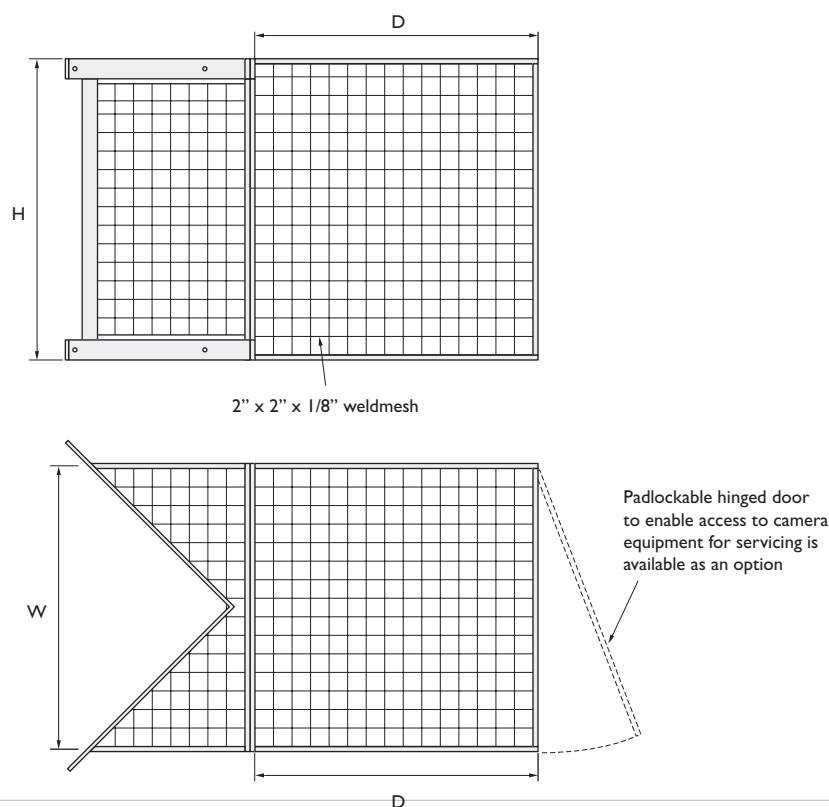 D
H
2” x 2” x 1/8” weldmesh
Padlockable hinged door
to enable access to camera
equipment for servicing is
available as an option
W
D